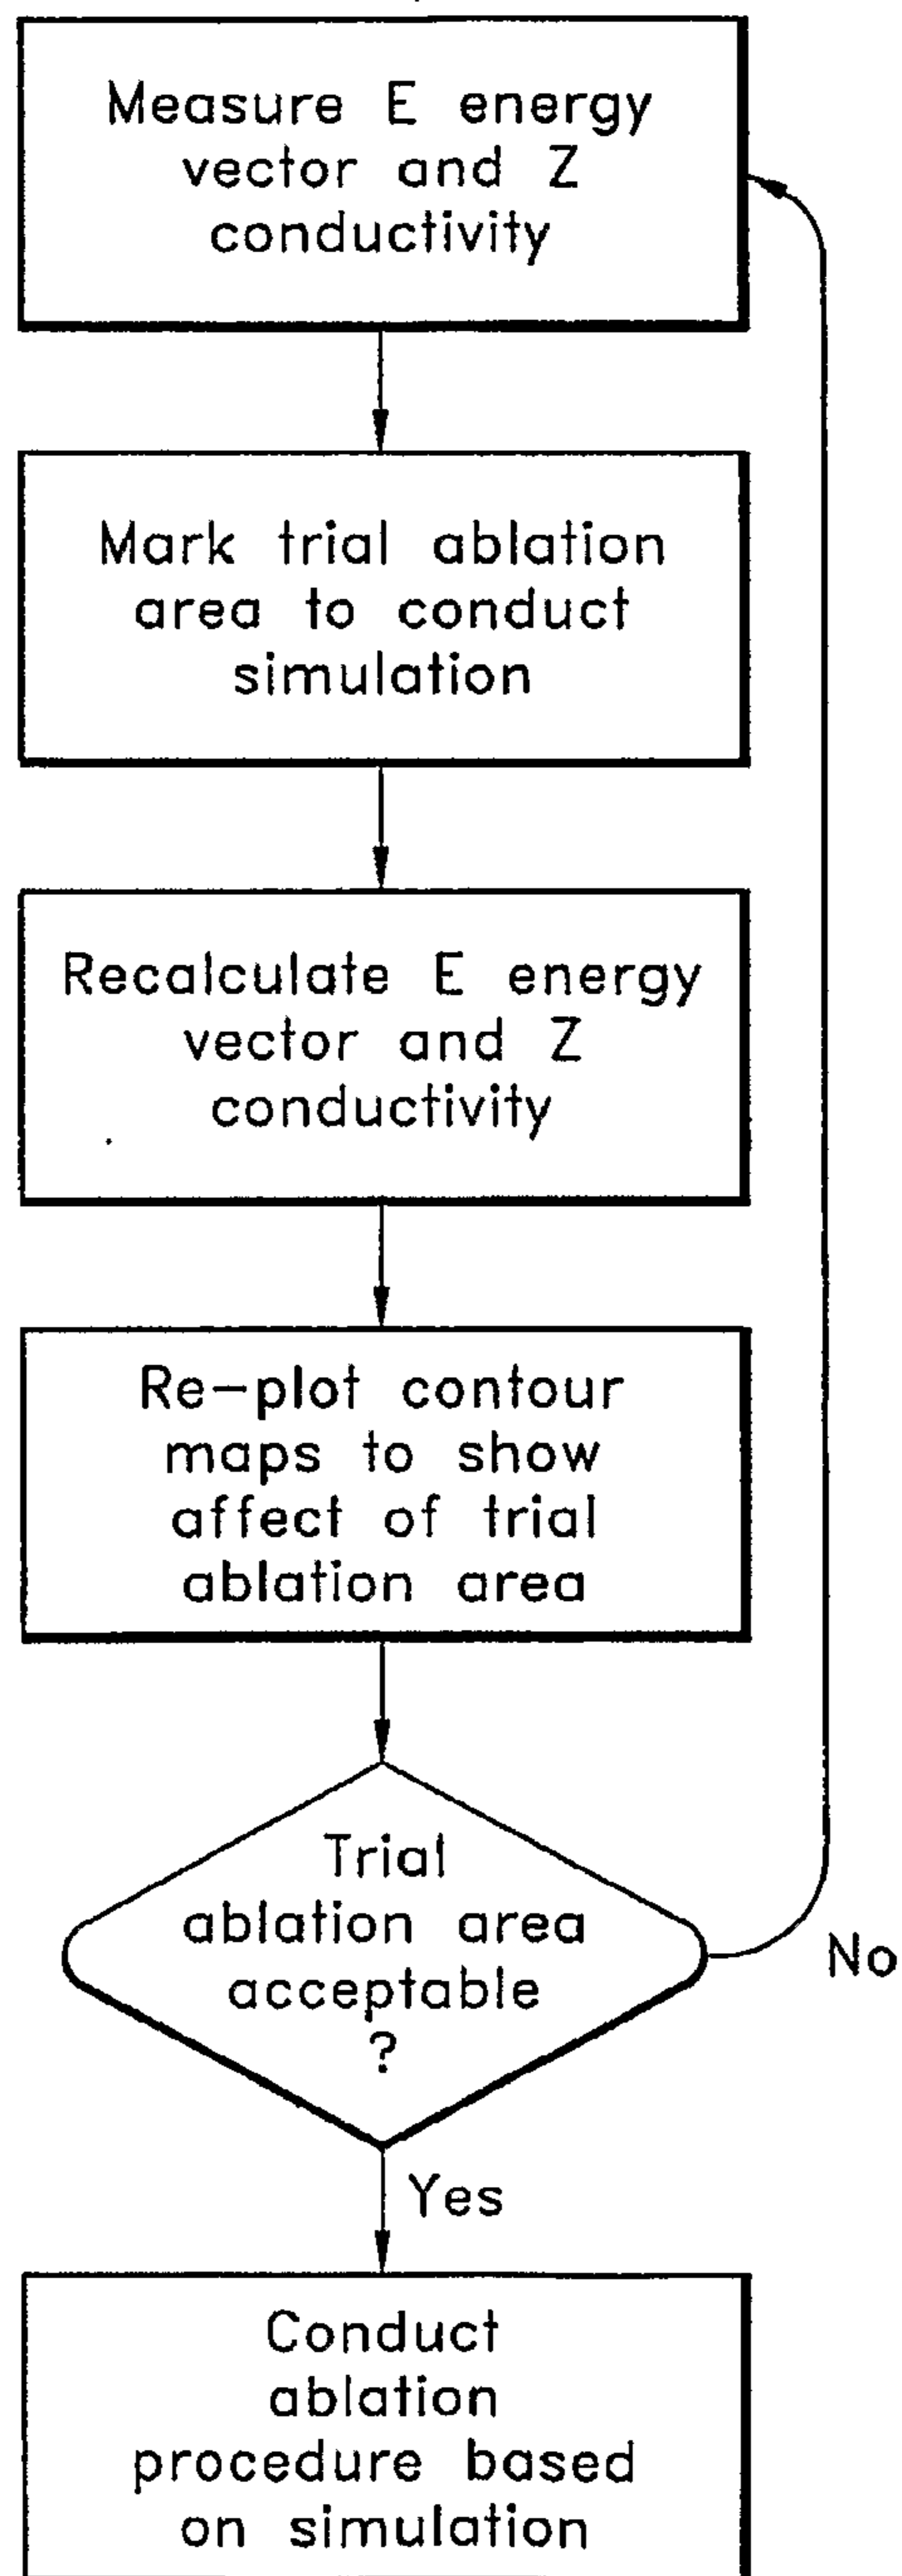 Measure E energy
vector and Z
conductivity
Mark trial ablation
area to conduct
simulation
Recalculate E energy
vector and Z
conductivity
Re-plot contour
maps to show
affect of trial
ablation area
Trial
ablation area
acceptable
?
No
Yes
Conduct
ablation
procedure based
on simulation